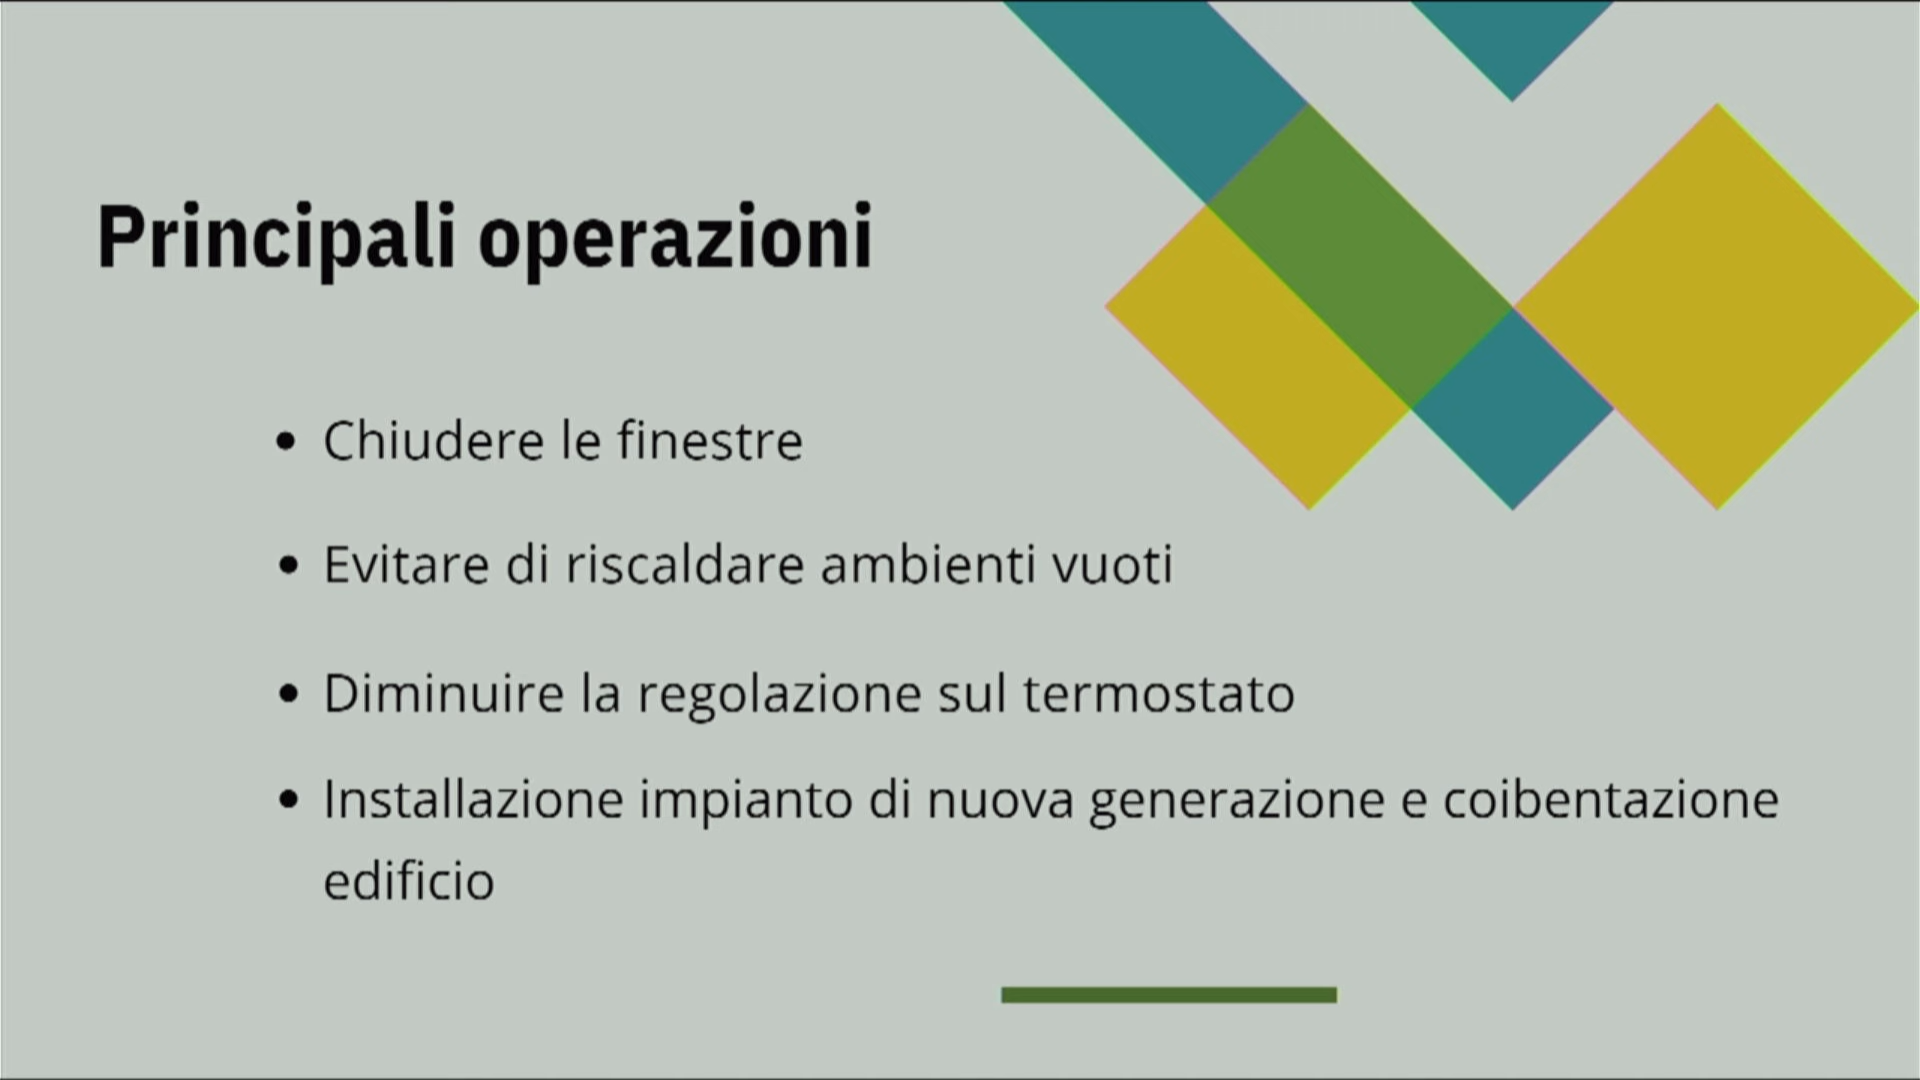 Principali operazioni
• Chiudere le finestre
• Evitare di riscaldare ambienti vuoti
• Diminuire la regolazione sul termostato
• Installazione impianto di nuova generazione e coibentazione
edificio